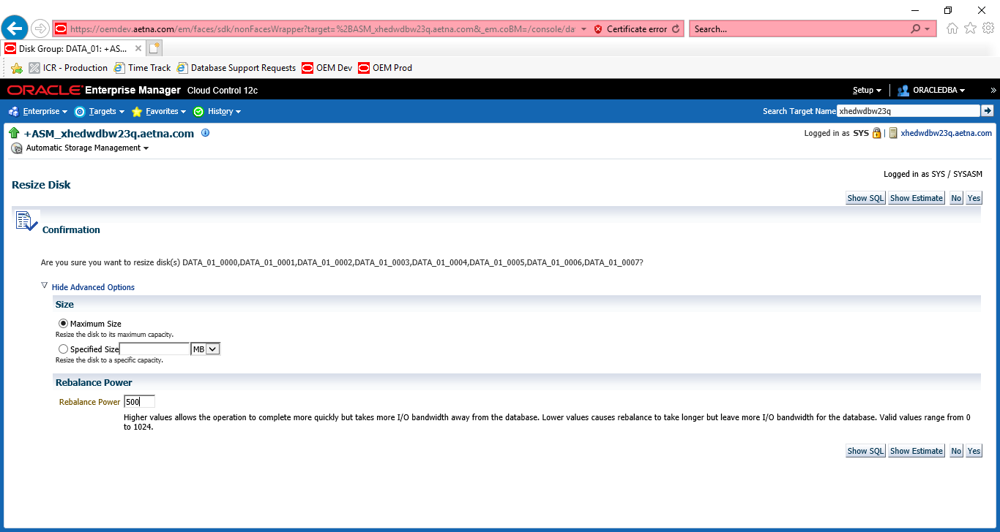 https://oemdev.aetna.com/em/faces/sdk/nonFacesWrapper?target=%2BASM_xhedwdbw23q.aetna.com&_em.coBM=/console/da Certificate error Search...
Disk Group: DATA_01: +AS...
ICR - Production Time Track Database Support Requests OEM Dev OEM Prod
ORACLE Enterprise Manager Cloud Control 12c Setup ORACLEDBA »
Enterprise Targets Favorites History Search Target Name xhedwdbw23q
+ASM_xhedwdbw23q.aetna.com Logged in as SYS | xhedwdbw23q.aetna.com
Automatic Storage Management
Logged in as SYS / SYSASM
Resize Disk
Show SQL Show Estimate No Yes
Confirmation
Are you sure you want to resize disk(s) DATA_01_0000,DATA_01_0001,DATA_01_0002,DATA_01_0003,DATA_01_0004,DATA_01_0005,DATA_01_0006,DATA_01_0007?
Hide Advanced Options
Size
Maximum Size
Resize the disk to its maximum capacity.
Specified Size MB
Resize the disk to a specific capacity.
Rebalance Power
Rebalance Power 500
Higher values allows the operation to complete more quickly but takes more I/O bandwidth away from the database. Lower values causes rebalance to take longer but leave more I/O bandwidth for the database. Valid values range from 0
to 1024.
Show SQL Show Estimate No Yes